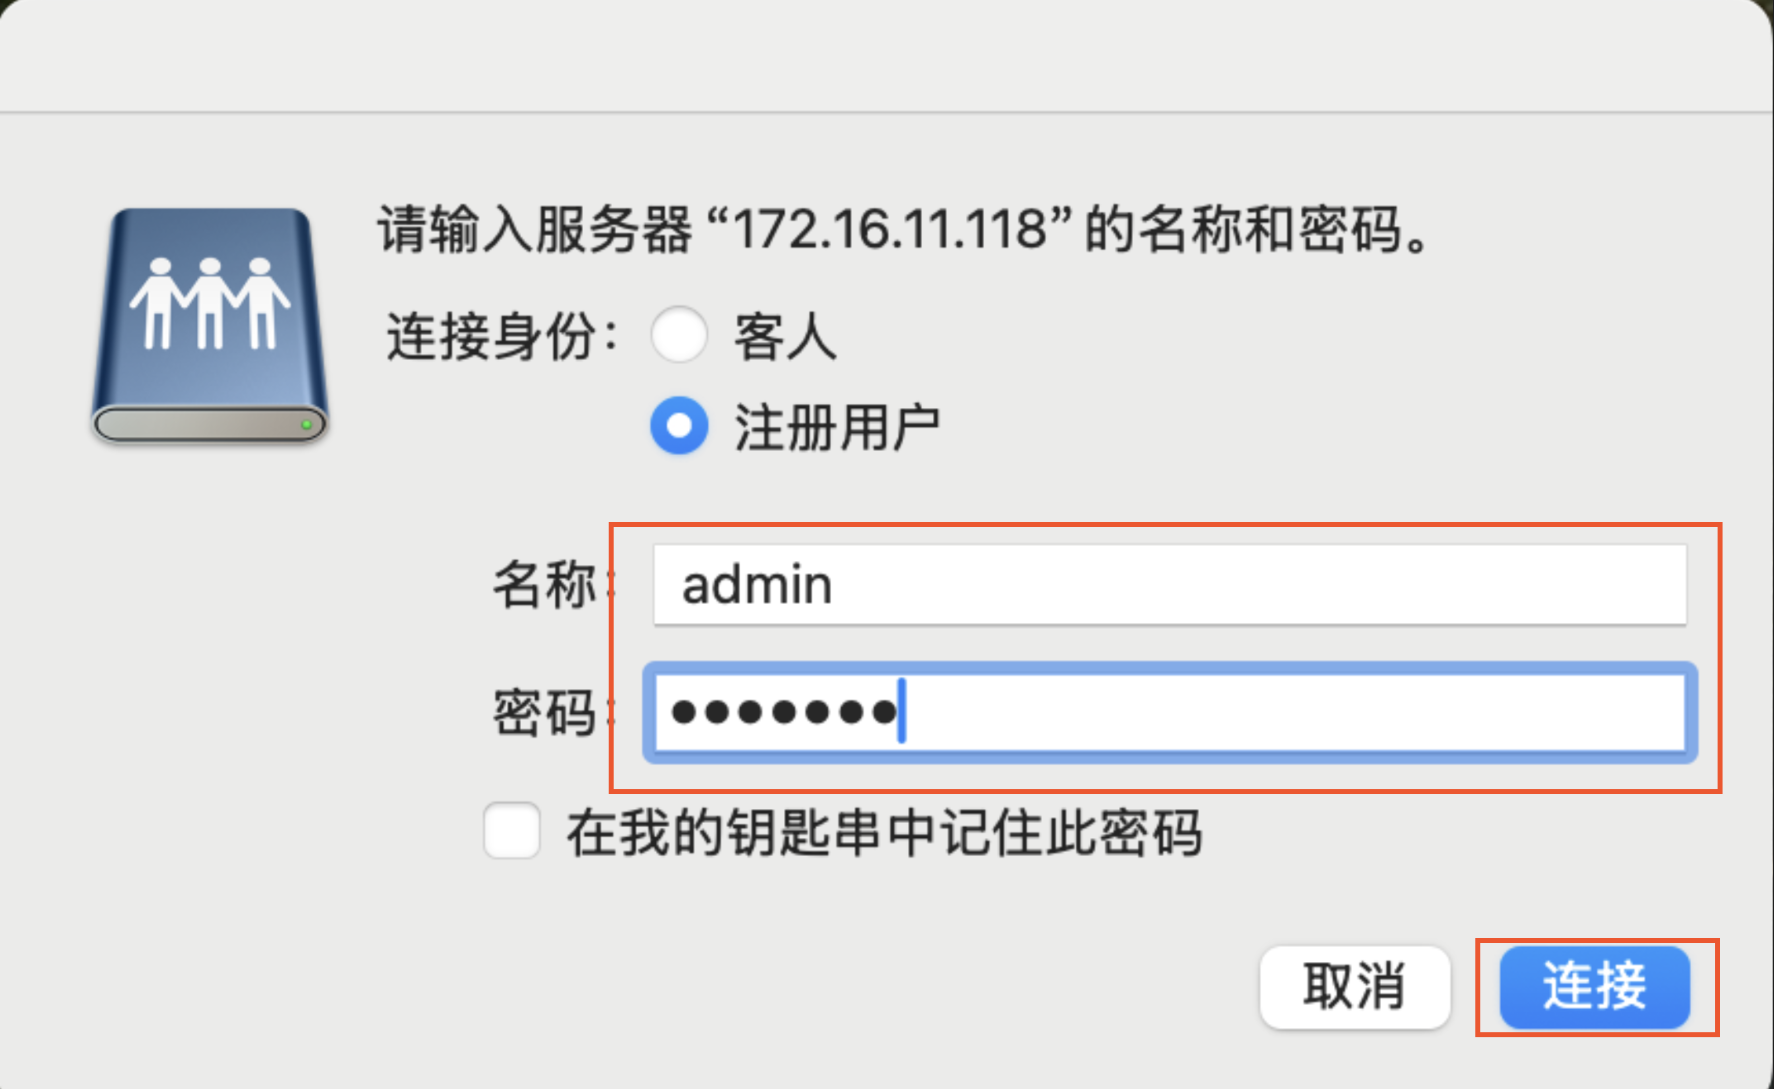 请输入服务器“172.16.11.118”的名称和密码。
连接身份：
客人
注册用户
名称： admin
密码： •••••••
在我的钥匙串中记住此密码
取消
连接